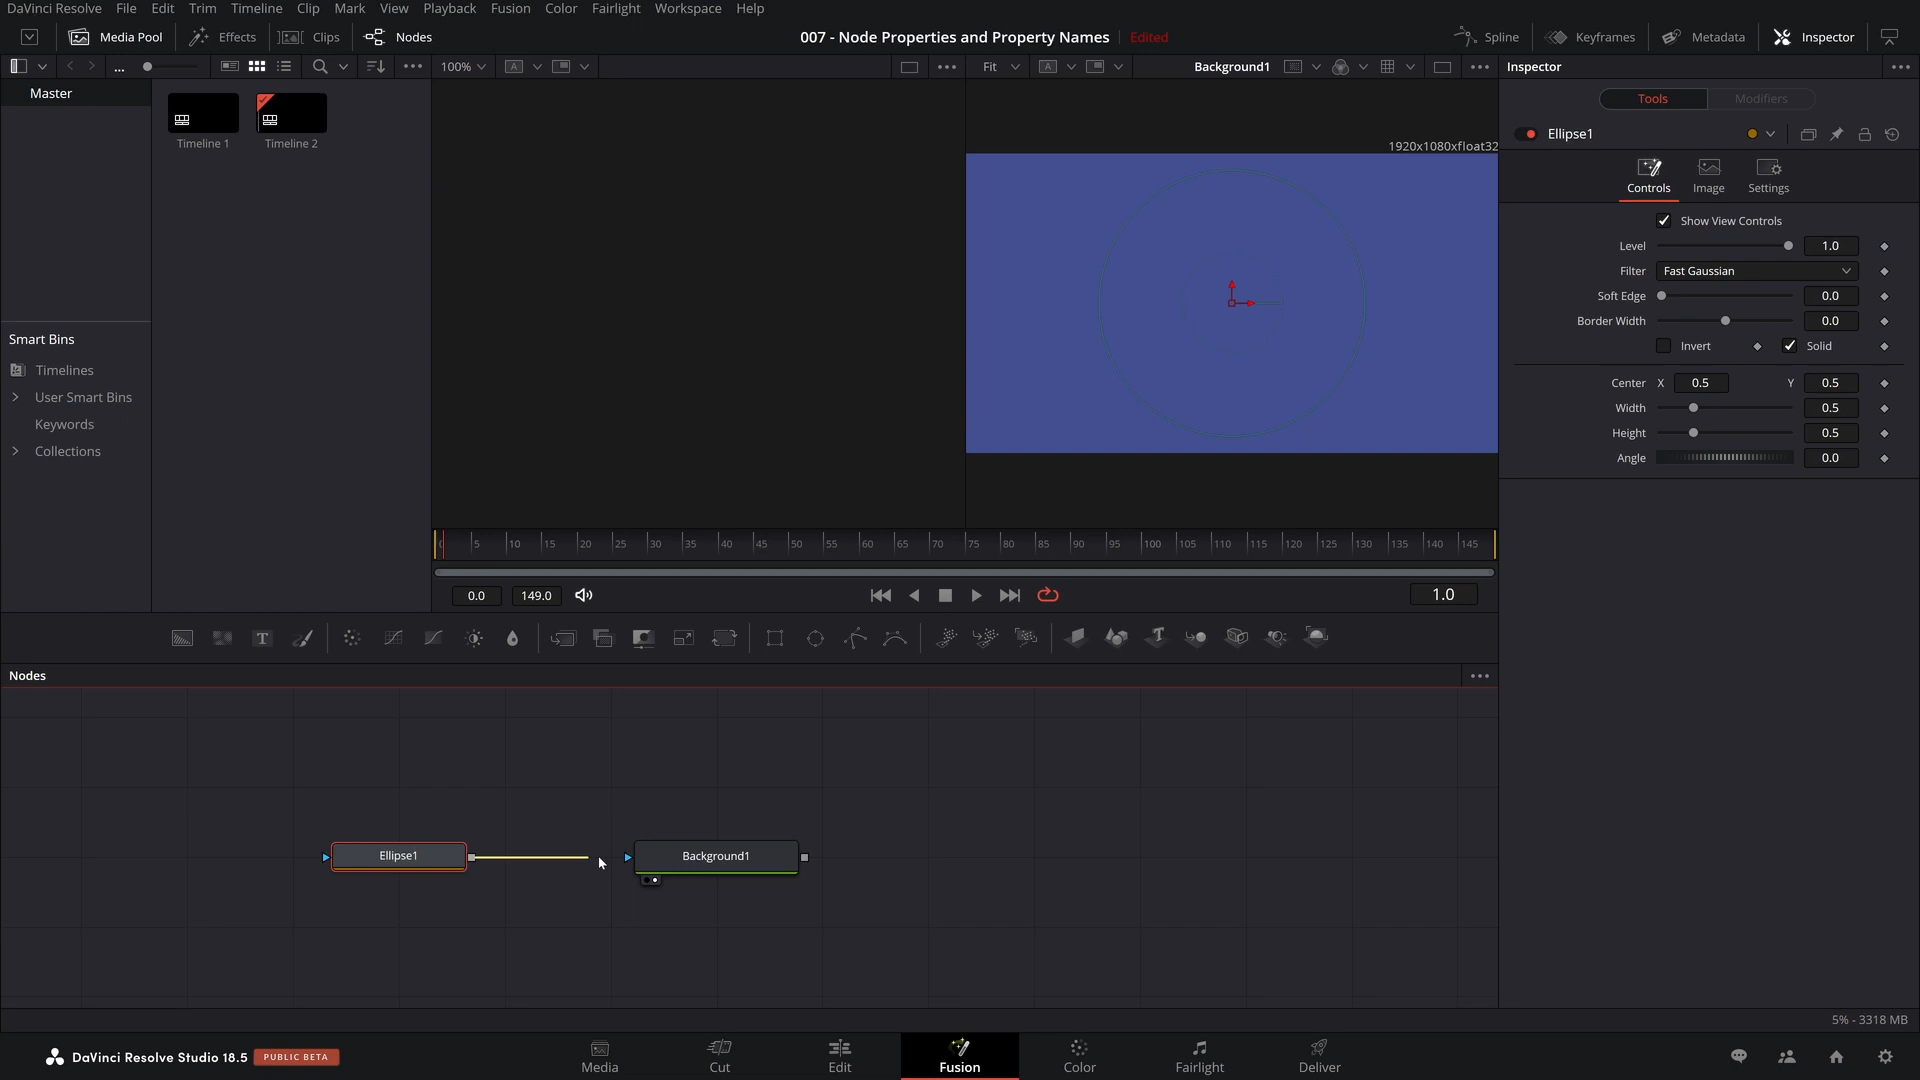 DaVinci Resolve File Edit Trim Timeline Clip Mark View Playback Fusion Color Fairlight Workspace Help
Media Pool Effects Clips Nodes 007 - Node Properties and Property Names Edited Spline Keyframes Metadata Inspector
... 100% A Fit A Background1 Inspector
Master
Timeline 1 Timeline 2
Tools Modifiers
Ellipse1
1920x1080xfloat32
Controls Image Settings
Show View Controls
Level 1.0
Filter Fast Gaussian
Soft Edge 0.0
Border Width 0.0
Invert Solid
Center X 0.5 Y 0.5
Width 0.5
Height 0.5
Angle 0.0
Smart Bins
Timelines
User Smart Bins
Keywords
Collections
5 10 15 20 25 30 35 40 45 50 55 60 65 70 75 80 85 90 95 100 105 110 115 120 125 130 135 140 145
0.0 149.0 1.0
T T
Nodes
Ellipse1 Background1
5% - 3318 MB
DaVinci Resolve Studio 18.5 PUBLIC BETA
Media Cut Edit Fusion Color Fairlight Deliver